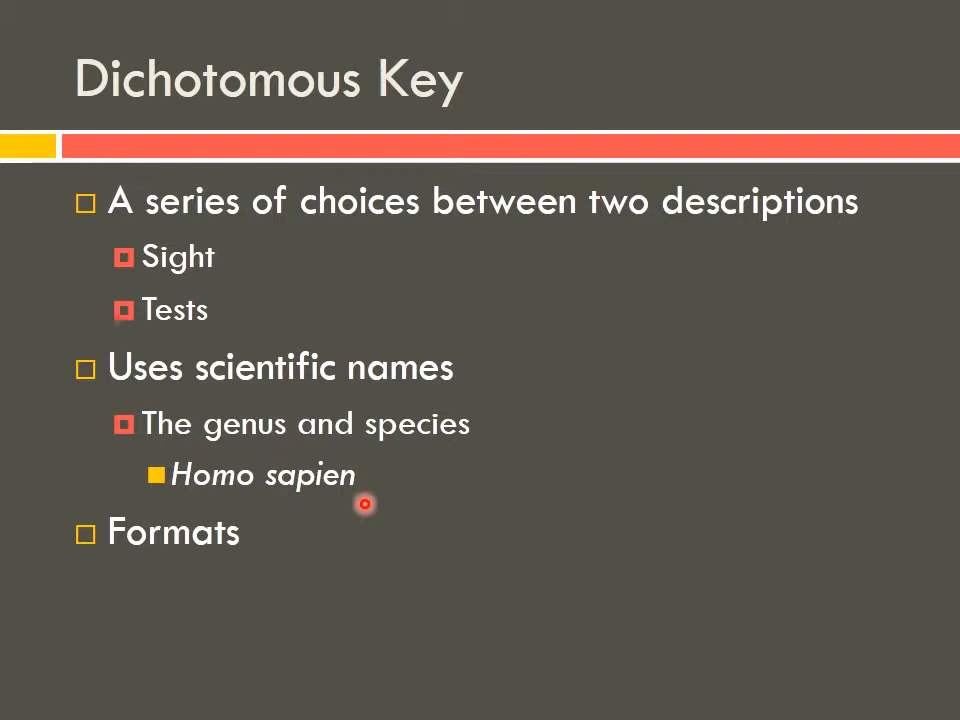 Dichotomous Key
A series of choices between two descriptions
Sight
Tests
Uses scientific names
The genus and species
Homo sapien
Formats